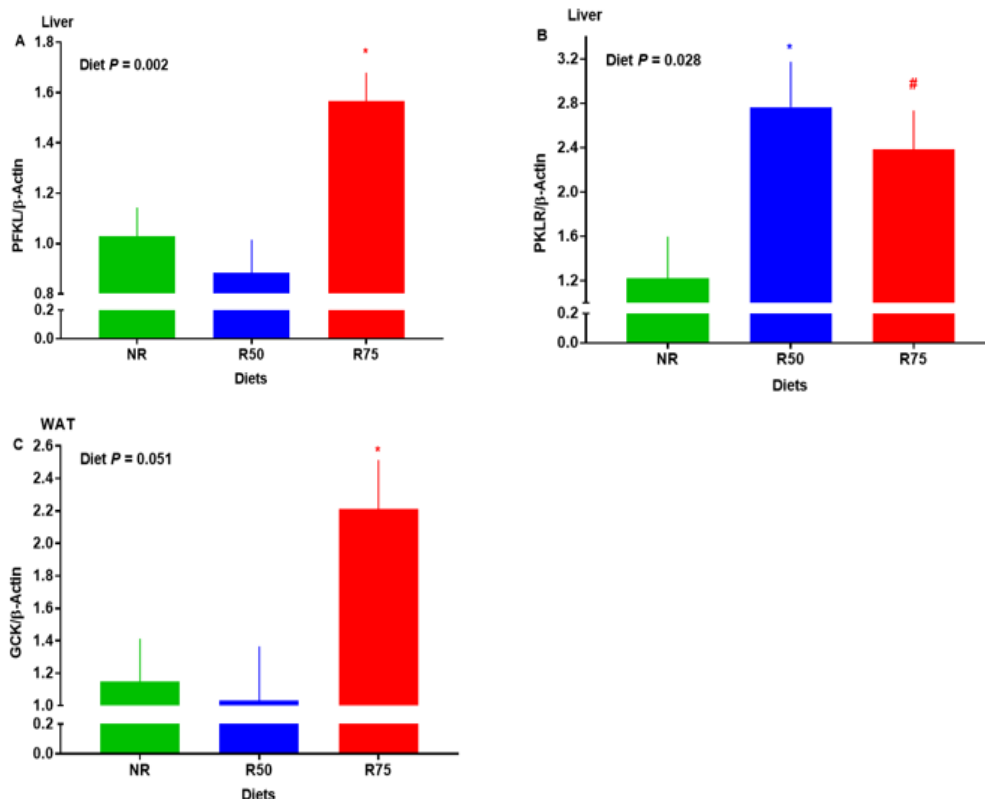 Liver
A
Diet P = 0.002
*
PFKL/β-Actin
1.8
1.6
1.4
1.2
1.0
0.8
0.2
0.0
NR R50 R75
Diets
Liver
B
Diet P = 0.028
*
#
PKLR/β-Actin
3.2
2.8
2.4
2.0
1.6
1.2
0.2
0.0
NR R50 R75
Diets
WAT
C
Diet P = 0.051
*
GCK/β-Actin
2.6
2.4
2.2
2.0
1.8
1.6
1.4
1.2
1.0
0.2
0.0
NR R50 R75
Diets